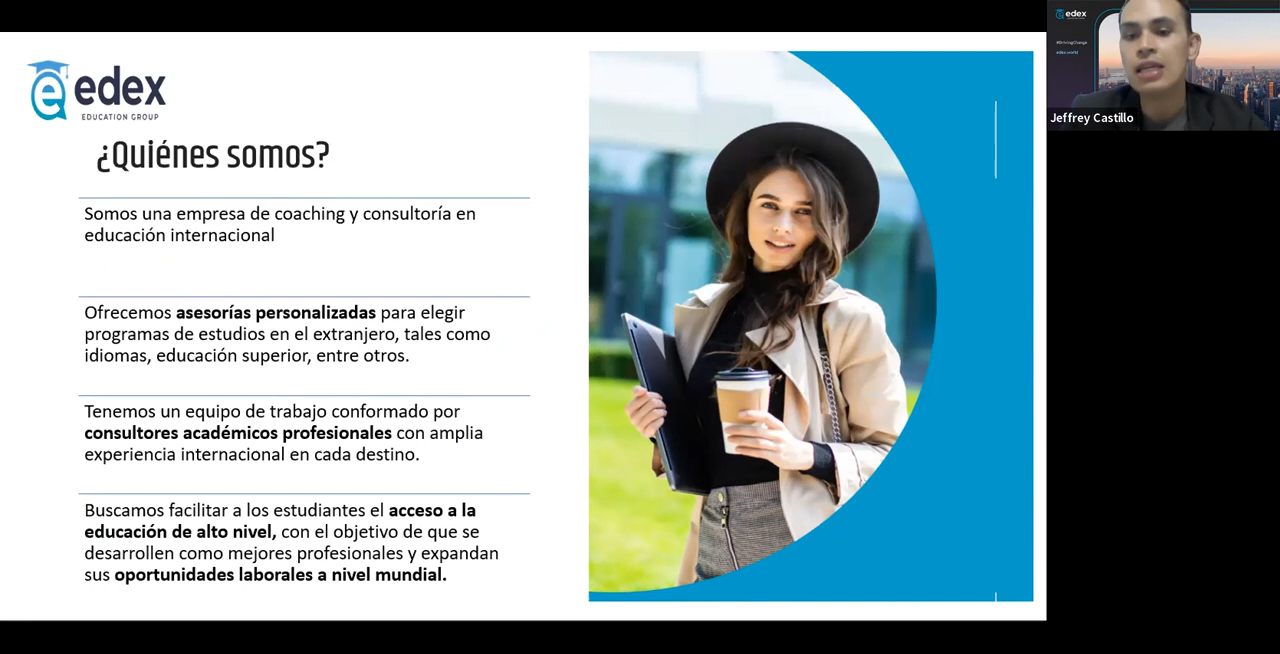 edex
EDUCATION GROUP
¿Quiénes somos?
Somos una empresa de coaching y consultoría en
educación internacional
Ofrecemos asesorías personalizadas para elegir
programas de estudios en el extranjero, tales como
idiomas, educación superior, entre otros.
Tenemos un equipo de trabajo conformado por
consultores académicos profesionales con amplia
experiencia internacional en cada destino.
Buscamos facilitar a los estudiantes el acceso a la
educación de alto nivel, con el objetivo de que se
desarrollen como mejores profesionales y expandan
sus oportunidades laborales a nivel mundial.
edex
#DrivingChange
edex.world
Jeffrey Castillo